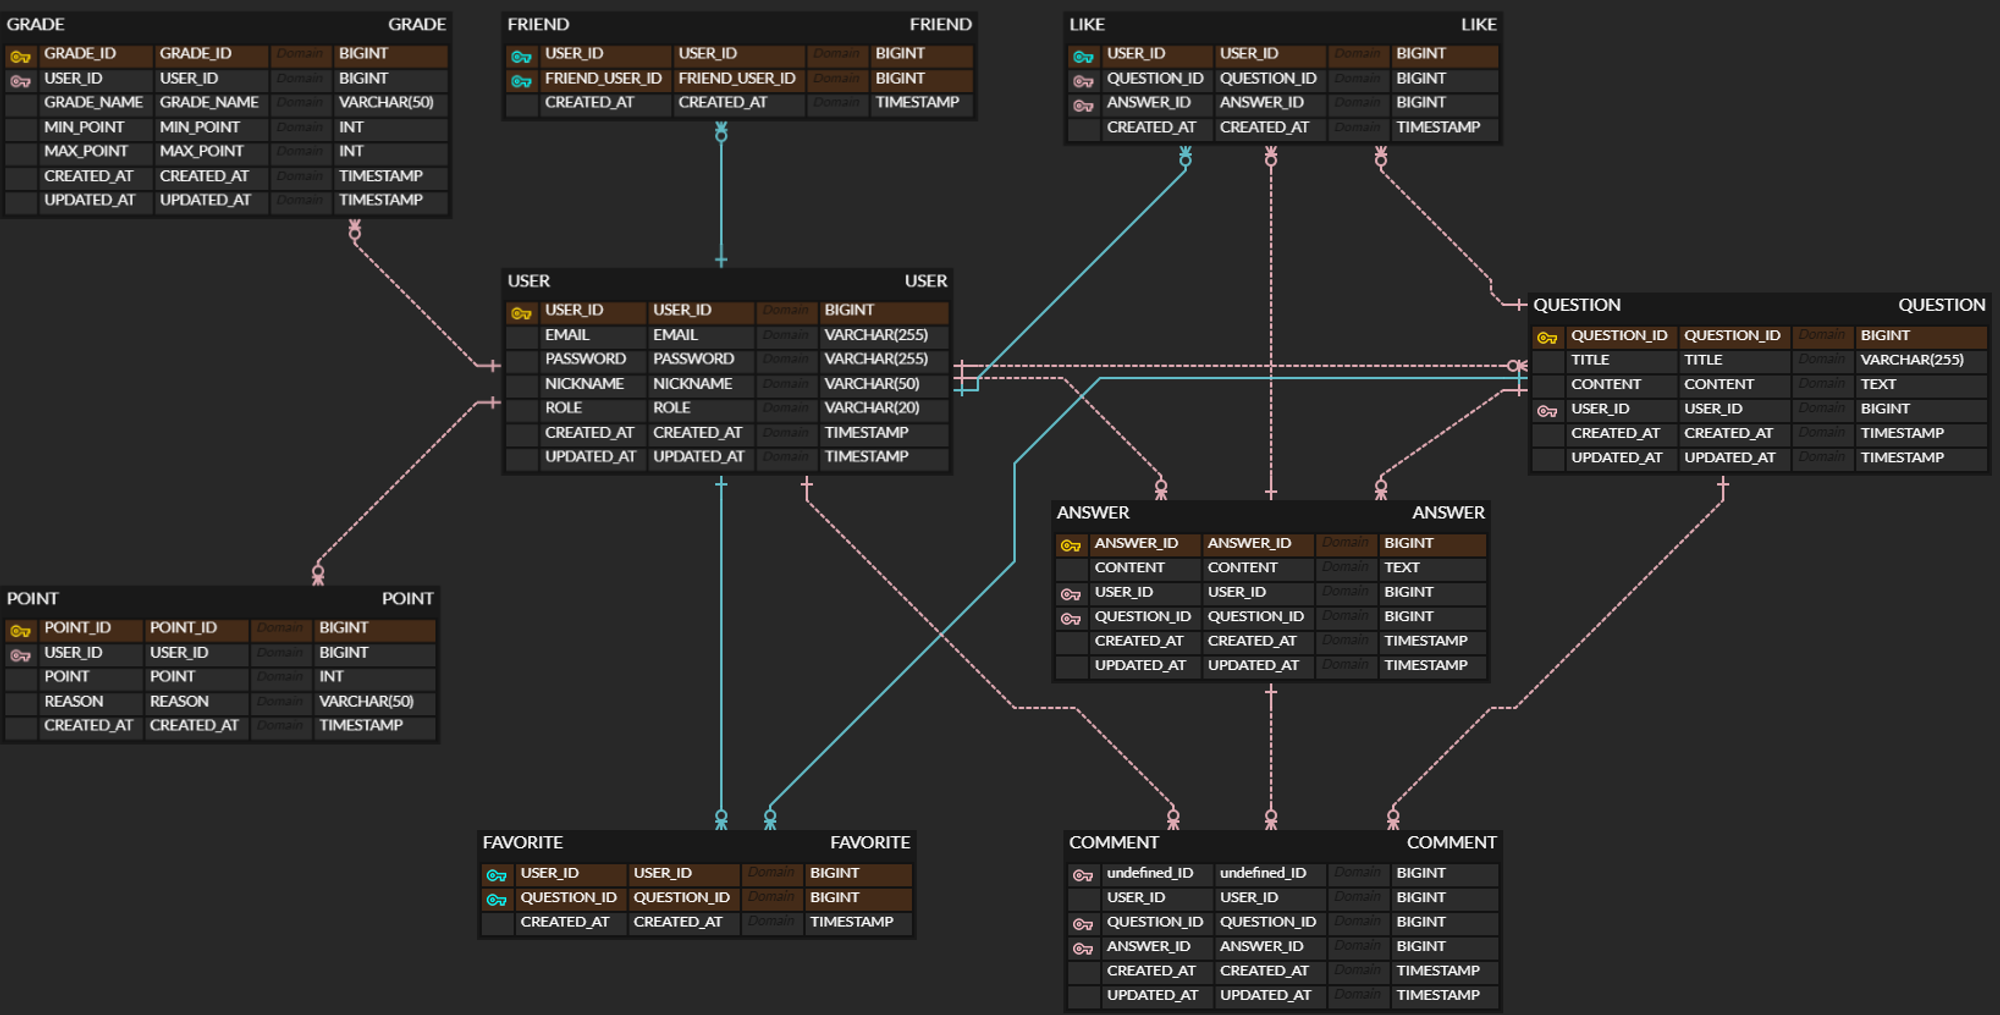 GRADE GRADE
GRADE_ID GRADE_ID Domain BIGINT
USER_ID USER_ID Domain BIGINT
GRADE_NAME GRADE_NAME Domain VARCHAR(50)
MIN_POINT MIN_POINT Domain INT
MAX_POINT MAX_POINT Domain INT
CREATED_AT CREATED_AT Domain TIMESTAMP
UPDATED_AT UPDATED_AT Domain TIMESTAMP
FRIEND FRIEND
USER_ID USER_ID Domain BIGINT
FRIEND_USER_ID FRIEND_USER_ID Domain BIGINT
CREATED_AT CREATED_AT Domain TIMESTAMP
LIKE LIKE
USER_ID USER_ID Domain BIGINT
QUESTION_ID QUESTION_ID Domain BIGINT
ANSWER_ID ANSWER_ID Domain BIGINT
CREATED_AT CREATED_AT Domain TIMESTAMP
USER USER
USER_ID USER_ID Domain BIGINT
EMAIL EMAIL Domain VARCHAR(255)
PASSWORD PASSWORD Domain VARCHAR(255)
NICKNAME NICKNAME Domain VARCHAR(50)
ROLE ROLE Domain VARCHAR(20)
CREATED_AT CREATED_AT Domain TIMESTAMP
UPDATED_AT UPDATED_AT Domain TIMESTAMP
QUESTION QUESTION
QUESTION_ID QUESTION_ID Domain BIGINT
TITLE TITLE Domain VARCHAR(255)
CONTENT CONTENT Domain TEXT
USER_ID USER_ID Domain BIGINT
CREATED_AT CREATED_AT Domain TIMESTAMP
UPDATED_AT UPDATED_AT Domain TIMESTAMP
ANSWER ANSWER
ANSWER_ID ANSWER_ID Domain BIGINT
CONTENT CONTENT Domain TEXT
USER_ID USER_ID Domain BIGINT
QUESTION_ID QUESTION_ID Domain BIGINT
CREATED_AT CREATED_AT Domain TIMESTAMP
UPDATED_AT UPDATED_AT Domain TIMESTAMP
POINT POINT
POINT_ID POINT_ID Domain BIGINT
USER_ID USER_ID Domain BIGINT
POINT POINT Domain INT
REASON REASON Domain VARCHAR(50)
CREATED_AT CREATED_AT Domain TIMESTAMP
FAVORITE FAVORITE
USER_ID USER_ID Domain BIGINT
QUESTION_ID QUESTION_ID Domain BIGINT
CREATED_AT CREATED_AT Domain TIMESTAMP
COMMENT COMMENT
undefined_ID undefined_ID Domain BIGINT
USER_ID USER_ID Domain BIGINT
QUESTION_ID QUESTION_ID Domain BIGINT
ANSWER_ID ANSWER_ID Domain BIGINT
CREATED_AT CREATED_AT Domain TIMESTAMP
UPDATED_AT UPDATED_AT Domain TIMESTAMP